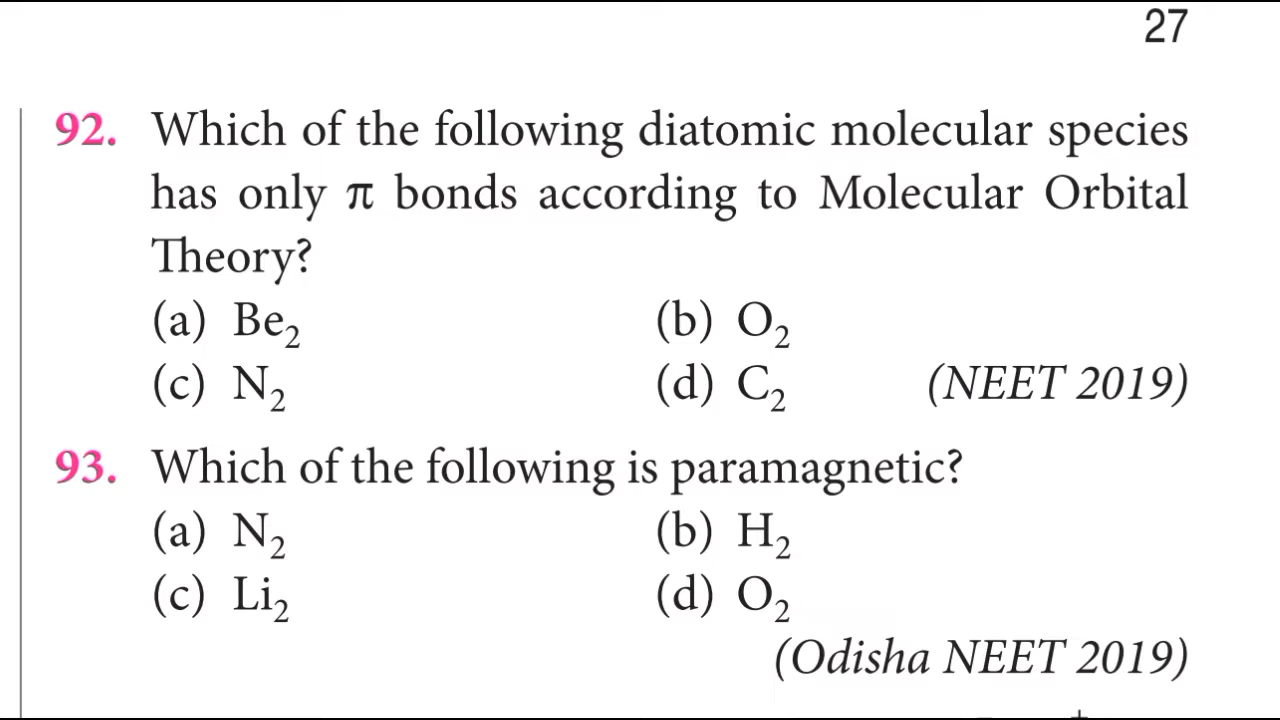 27
92. Which of the following diatomic molecular species
has only π bonds according to Molecular Orbital
Theory?
(a) Be₂ (b) O₂
(c) N₂ (d) C₂ (NEET 2019)
93. Which of the following is paramagnetic?
(a) N₂ (b) H₂
(c) Li₂ (d) O₂
(Odisha NEET 2019)